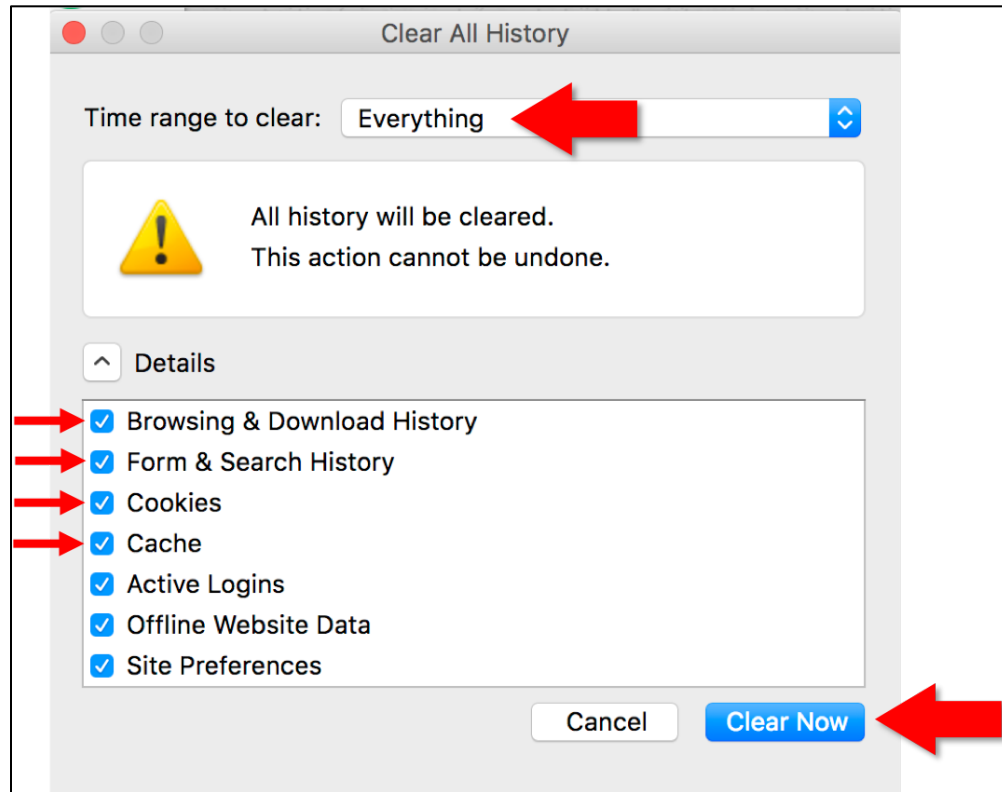 Clear All History
Time range to clear: Everything
All history will be cleared.
This action cannot be undone.
Details
Browsing & Download History
Form & Search History
Cookies
Cache
Active Logins
Offline Website Data
Site Preferences
Cancel Clear Now